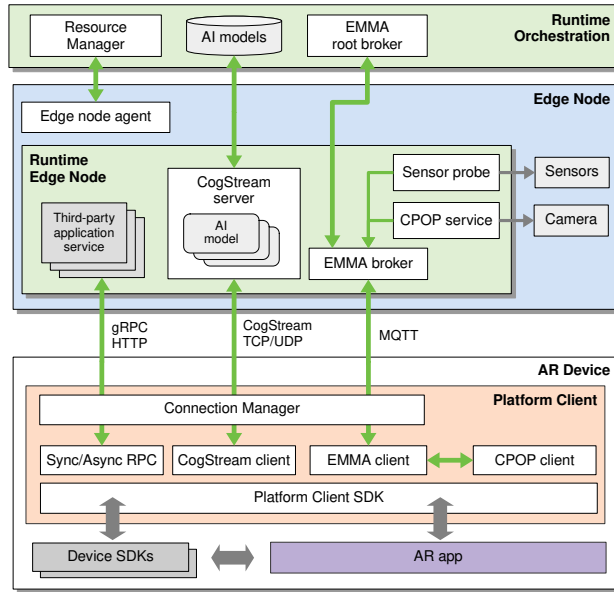 Resource
Manager
AI models
EMMA
root broker
Runtime
Orchestration
Edge Node
Edge node agent
Runtime
Edge Node
CogStream
server
AI
model
Third-party
application
service
Sensor probe
Sensors
CPOP service
Camera
EMMA broker
gRPC
HTTP
CogStream
TCP/UDP
MQTT
AR Device
Platform Client
Connection Manager
Sync/Async RPC
CogStream client
EMMA client
CPOP client
Platform Client SDK
Device SDKs
AR app